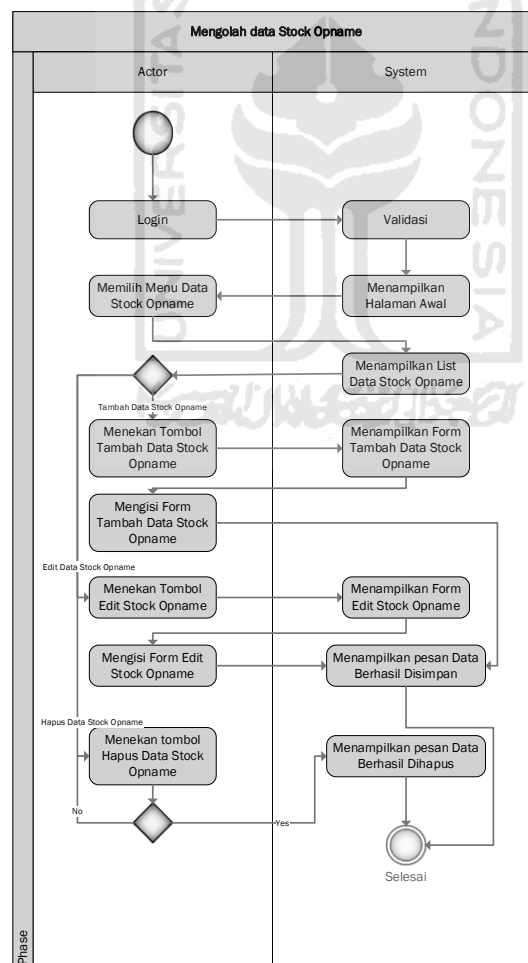 Mengolah data Stock Opname
Actor
System
Login
Validasi
Memilih Menu Data
Stock Opname
Menampilkan
Halaman Awal
Menampilkan List
Data Stock Opname
Tambah Data Stock Opname
Menekan Tombol
Tambah Data Stock
Opname
Menampilkan Form
Tambah Data Stock
Opname
Mengisi Form
Tambah Data Stock
Opname
Edit Data Stock Opname
Menekan Tombol
Edit Stock Opname
Menampilkan Form
Edit Stock Opname
Mengisi Form Edit
Stock Opname
Menampilkan pesan Data
Berhasil Disimpan
Hapus Data Stock Opname
Menekan tombol
Hapus Data Stock
Opname
Menampilkan pesan Data
Berhasil Dihapus
No
Yes
Selesai
Phase
UNIVERSITAS
INDONESIA